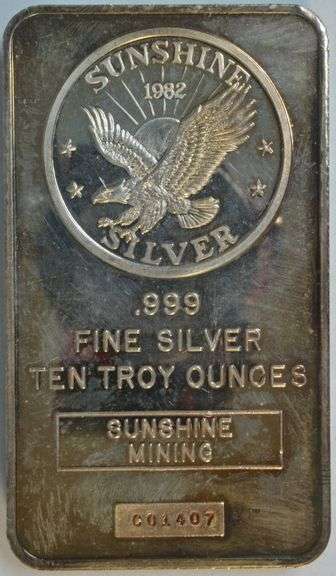 SUNSHINE
1982
SILVER
.999
FINE SILVER
TEN TROY OUNCES
SUNSHINE
MINING
C01407